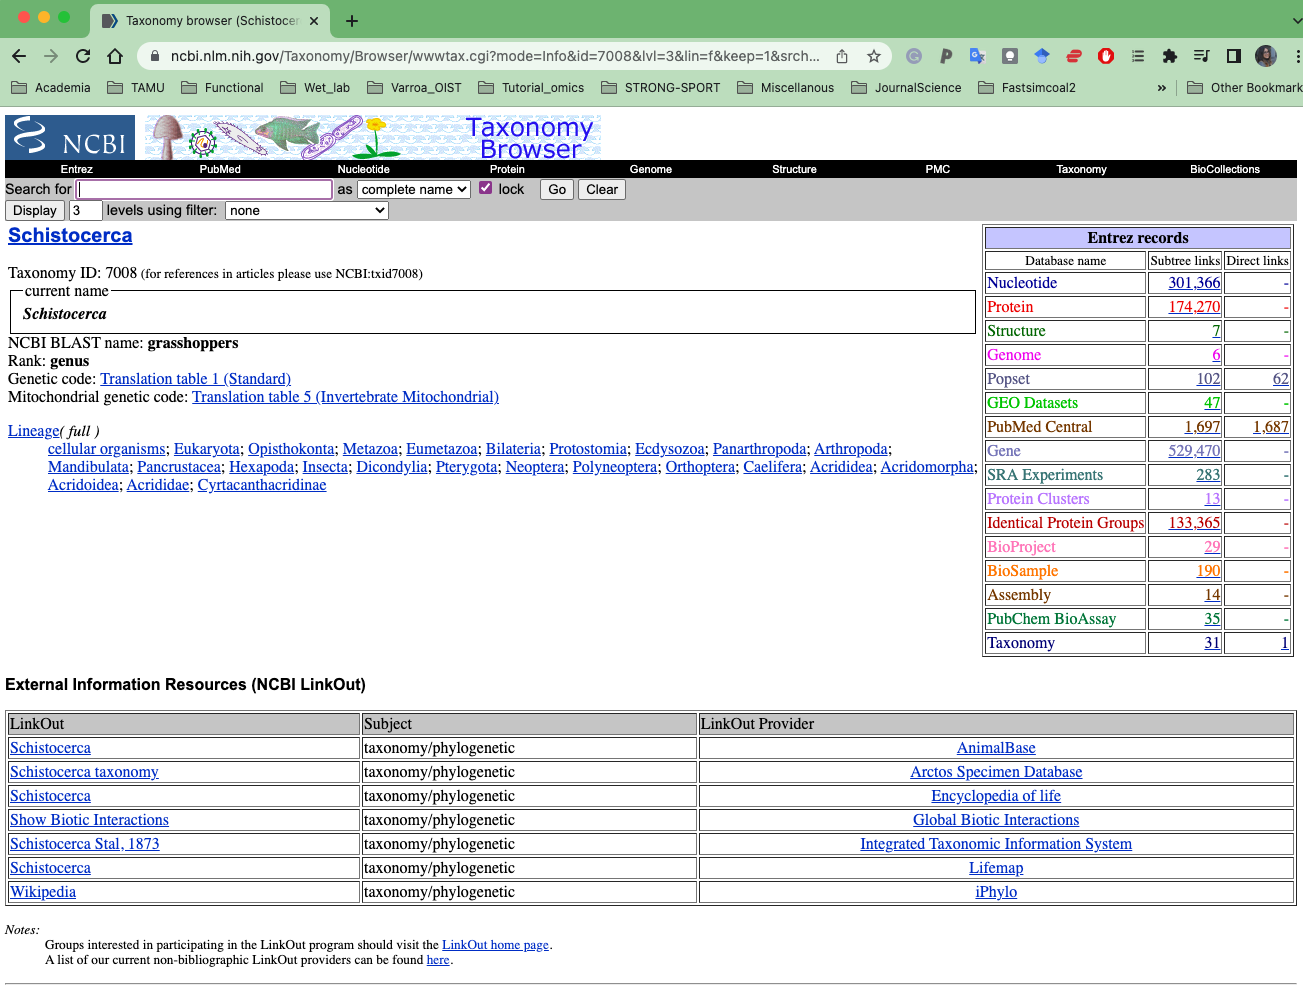 Taxonomy browser (Schistocer
ncbi.nlm.nih.gov/Taxonomy/Browser/wwwtax.cgi?mode=Info&id=7008&lvl=3&lin=f&keep=1&srch...
Academia TAMU Functional Wet_lab Varroa_OIST Tutorial_omics STRONG-SPORT Miscellanous JournalScience Fastsimcoal2 » Other Bookmark
NCBI Taxonomy
Browser
Entrez PubMed Nucleotide Protein Genome Structure PMC Taxonomy BioCollections
Search for as complete name lock Go Clear
Display 3 levels using filter: none
Schistocerca
Taxonomy ID: 7008 (for references in articles please use NCBI:txid7008)
current name
Schistocerca
NCBI BLAST name: grasshoppers
Rank: genus
Genetic code: Translation table 1 (Standard)
Mitochondrial genetic code: Translation table 5 (Invertebrate Mitochondrial)
Lineage( full )
cellular organisms; Eukaryota; Opisthokonta; Metazoa; Eumetazoa; Bilateria; Protostomia; Ecdysozoa; Panarthropoda; Arthropoda;
Mandibulata; Pancrustacea; Hexapoda; Insecta; Dicondylia; Pterygota; Neoptera; Polyneoptera; Orthoptera; Caelifera; Acrididea; Acridomorpha;
Acridoidea; Acrididae; Cyrtacanthacridinae
Entrez records
Database name Subtree links Direct links
Nucleotide 301,366 -
Protein 174,270 -
Structure 7 -
Genome 6 -
Popset 102 62
GEO Datasets 47 -
PubMed Central 1,697 1,687
Gene 529,470 -
SRA Experiments 283 -
Protein Clusters 13 -
Identical Protein Groups 133,365 -
BioProject 29 -
BioSample 190 -
Assembly 14 -
PubChem BioAssay 35 -
Taxonomy 31 1
External Information Resources (NCBI LinkOut)
LinkOut Subject LinkOut Provider
Schistocerca taxonomy/phylogenetic AnimalBase
Schistocerca taxonomy taxonomy/phylogenetic Arctos Specimen Database
Schistocerca taxonomy/phylogenetic Encyclopedia of life
Show Biotic Interactions taxonomy/phylogenetic Global Biotic Interactions
Schistocerca Stal, 1873 taxonomy/phylogenetic Integrated Taxonomic Information System
Schistocerca taxonomy/phylogenetic Lifemap
Wikipedia taxonomy/phylogenetic iPhylo
Notes:
Groups interested in participating in the LinkOut program should visit the LinkOut home page.
A list of our current non-bibliographic LinkOut providers can be found here.